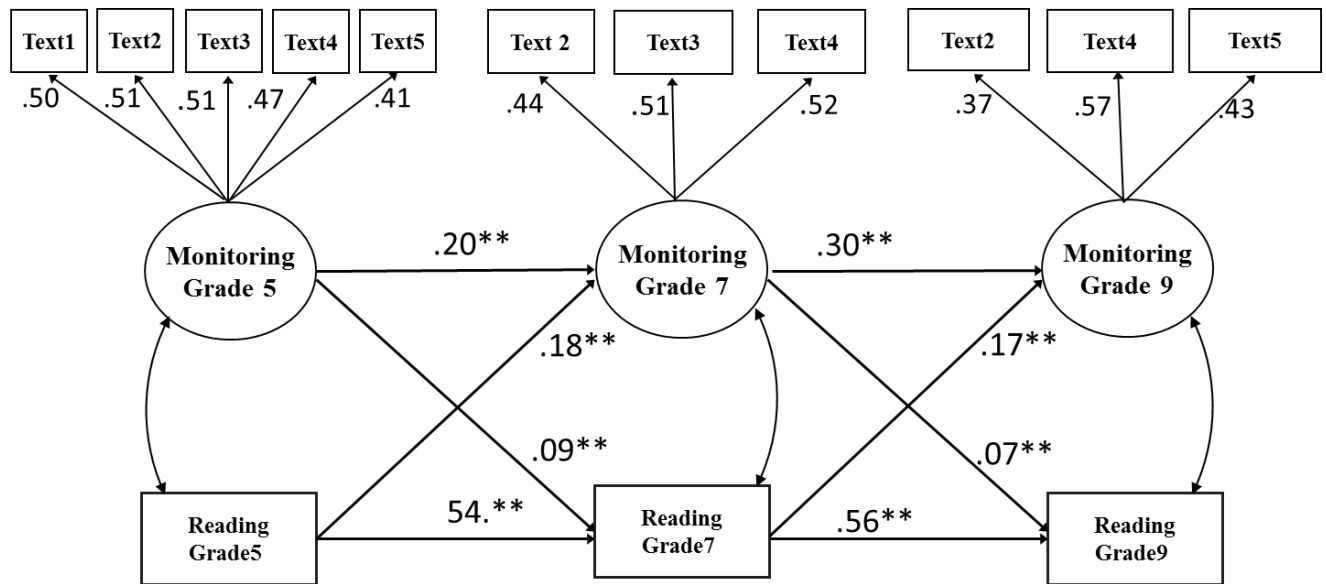 Text1
Text2
Text3
Text4
Text5
Text 2
Text3
Text4
Text2
Text4
Text5
.50
.51
.51
.47
.41
.44
.51
.52
.37
.57
.43
Monitoring
Grade 5
.20**
Monitoring
Grade 7
.30**
Monitoring
Grade 9
.18**
.17**
.09**
.07**
Reading
Grade5
54.**
Reading
Grade7
.56**
Reading
Grade9